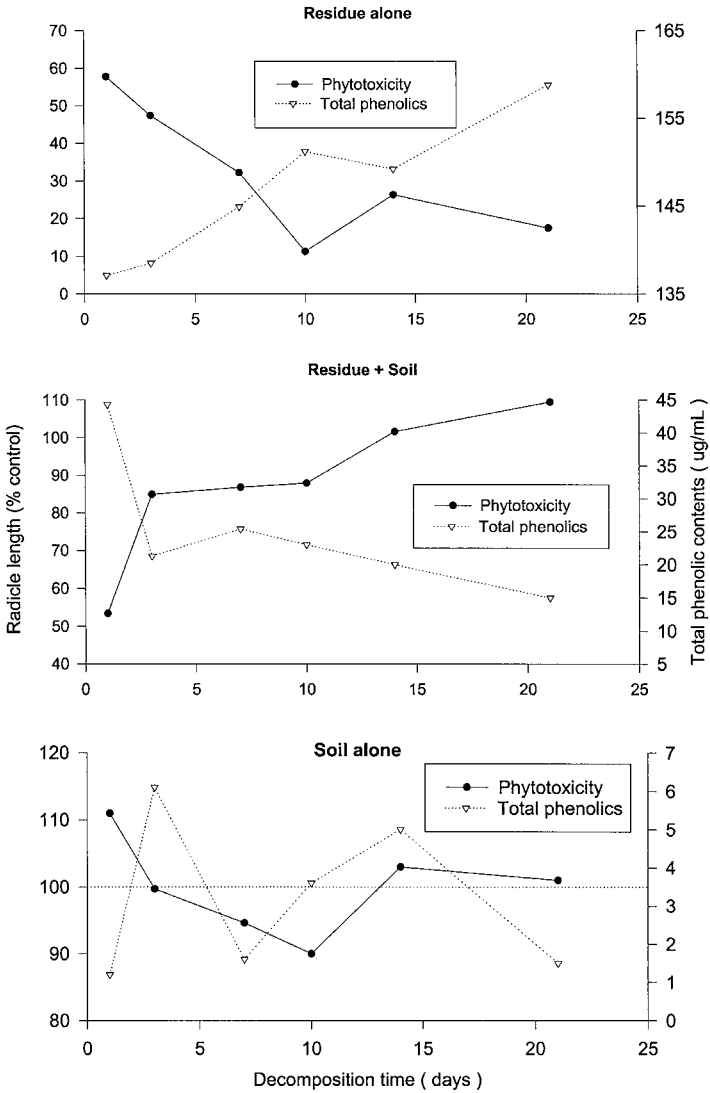 Residue alone
70
60
50
40
30
20
10
0
165
155
145
135
Phytotoxicity
Total phenolics
0 5 10 15 20 25
Residue + Soil
110
100
90
80
70
60
50
40
45
40
35
30
25
20
15
10
5
Radicle length (% control)
Total phenolic contents ( ug/mL )
Phytotoxicity
Total phenolics
0 5 10 15 20 25
Soil alone
120
110
100
90
80
7
6
5
4
3
2
1
0
Phytotoxicity
Total phenolics
0 5 10 15 20 25
Decomposition time ( days )